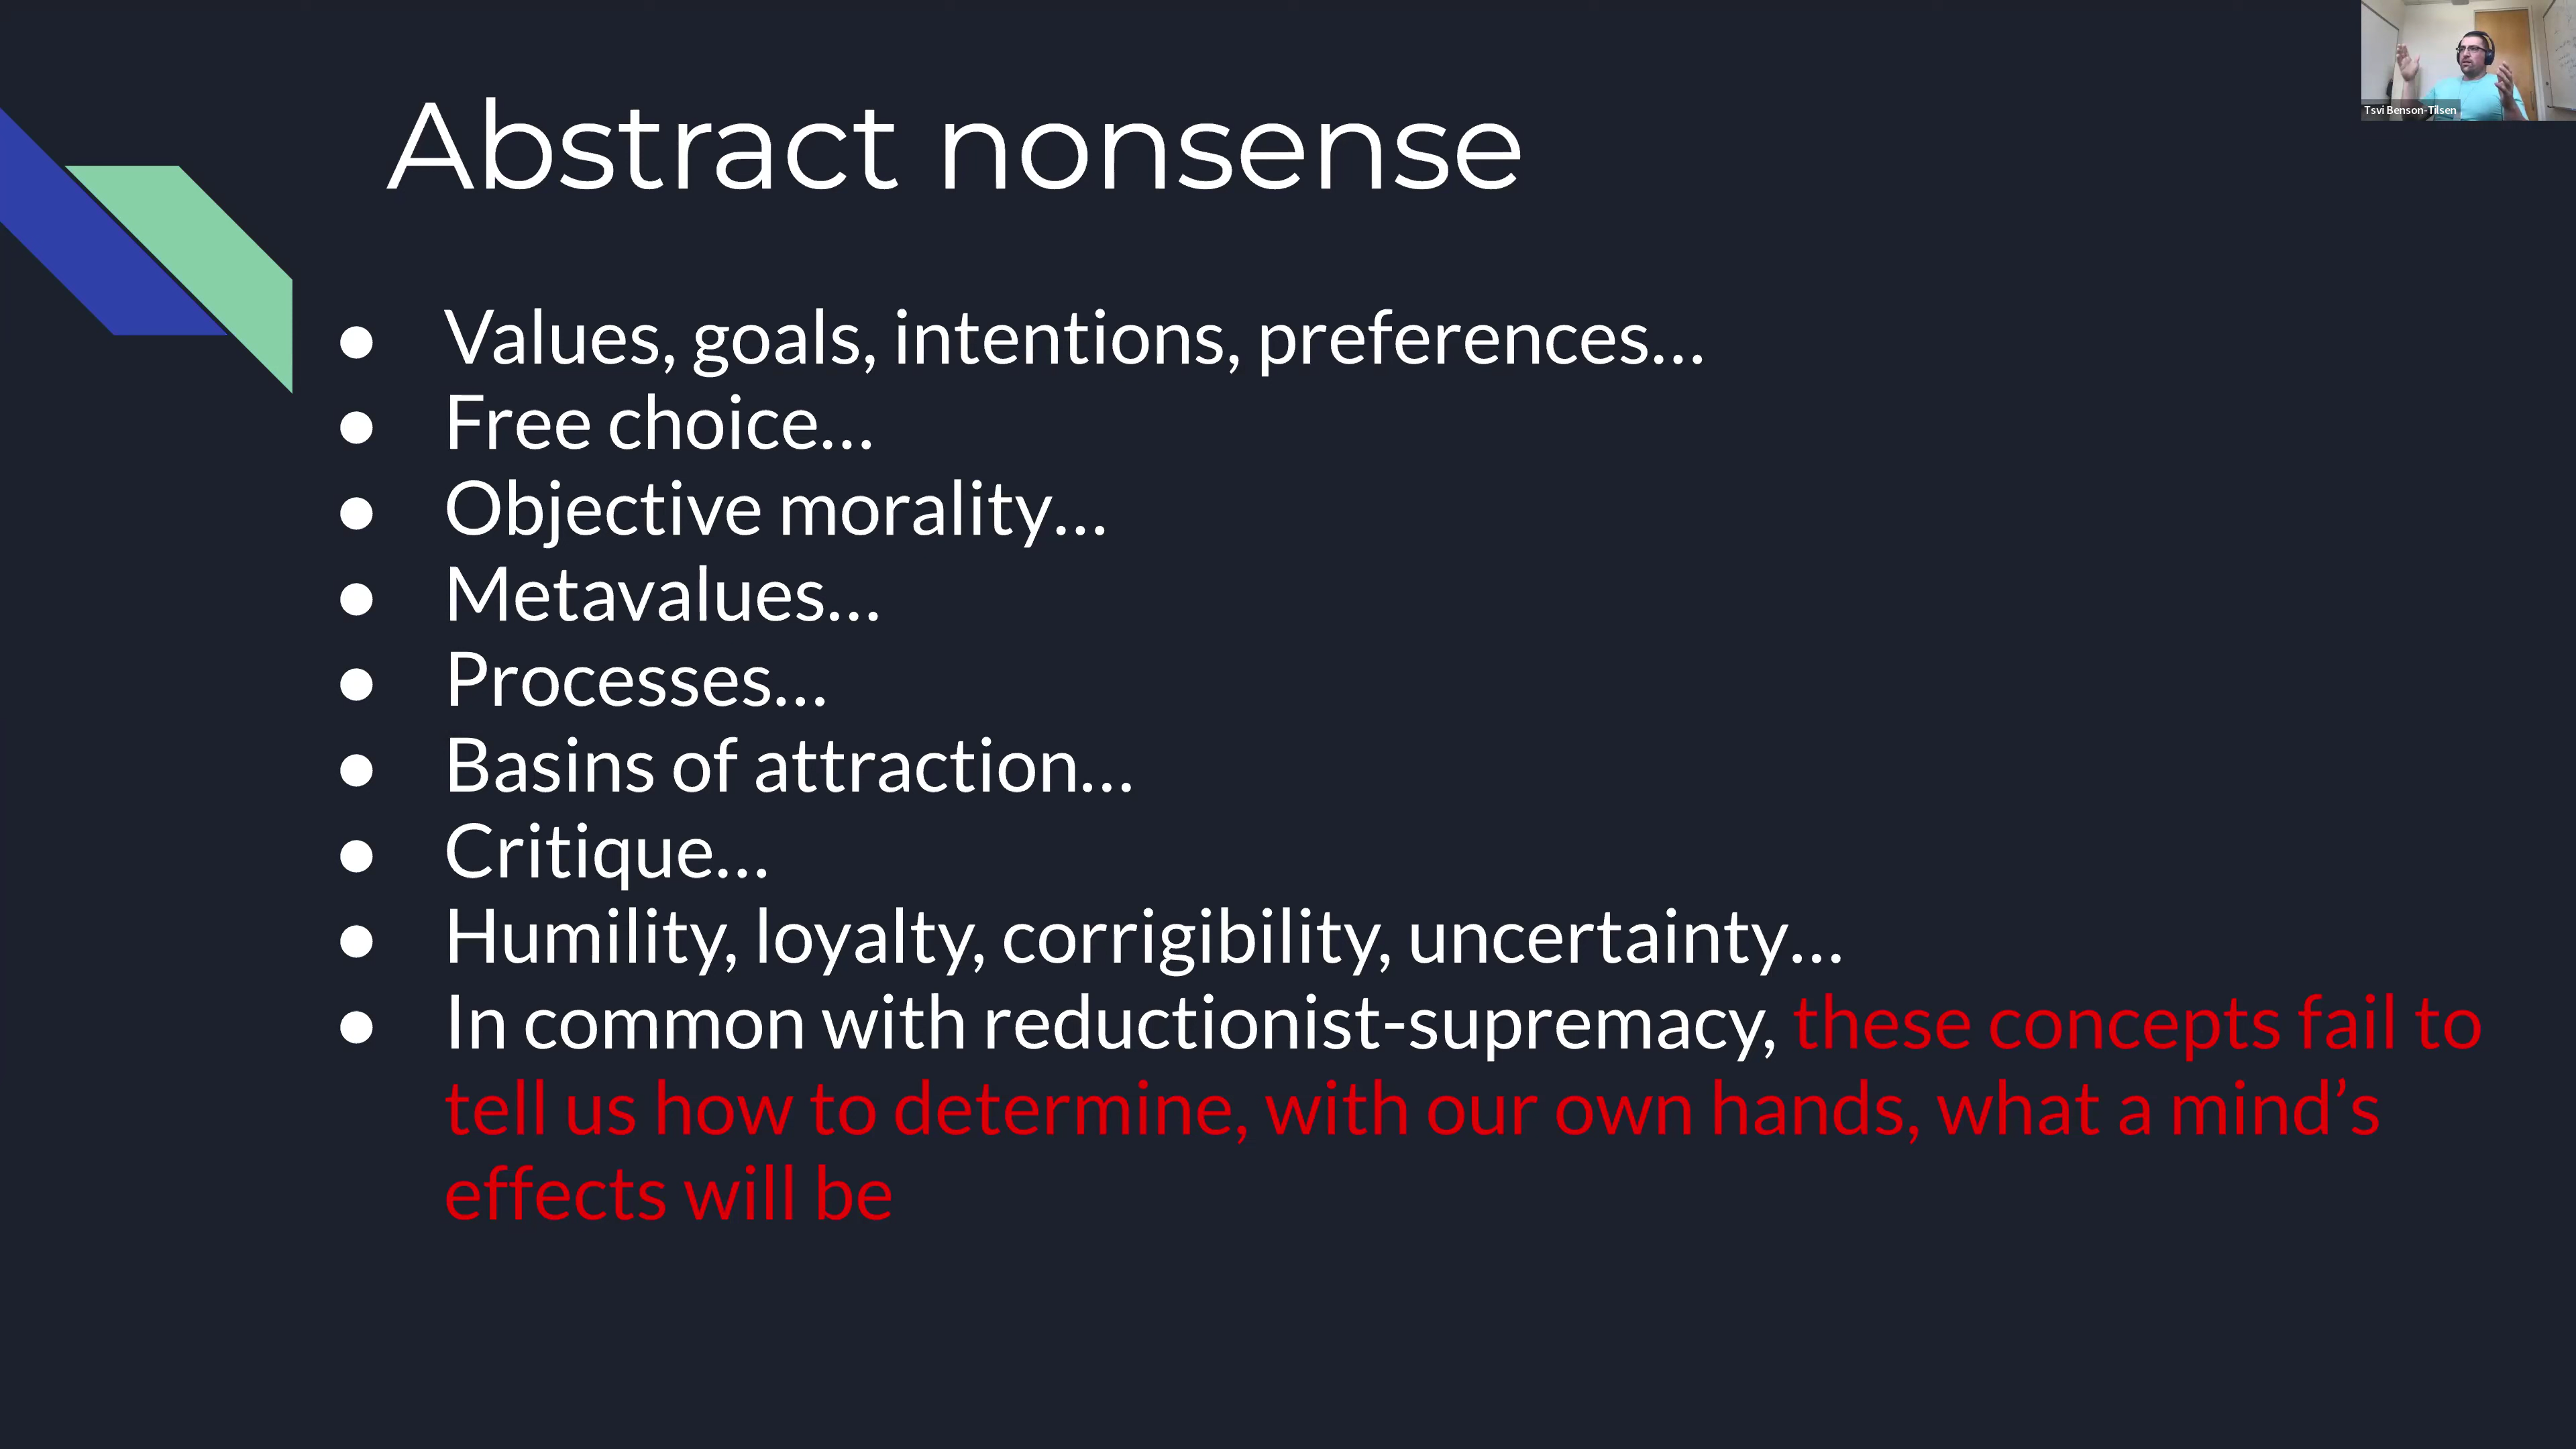 Tsvi Benson-Tilsen
Abstract nonsense
● Values, goals, intentions, preferences…
● Free choice…
● Objective morality…
● Metavalues…
● Processes…
● Basins of attraction…
● Critique…
● Humility, loyalty, corrigibility, uncertainty…
● In common with reductionist-supremacy, these concepts fail to
tell us how to determine, with our own hands, what a mind’s
effects will be